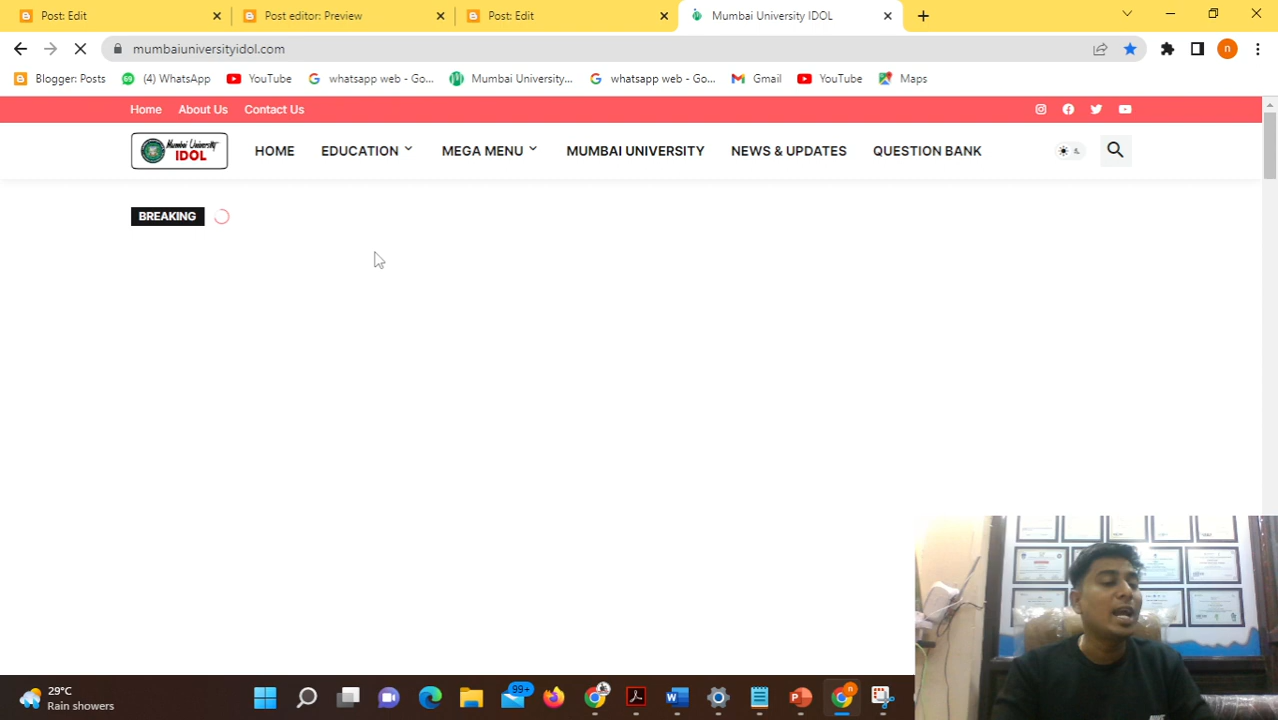 Post: Edit
Post editor: Preview
Post: Edit
Mumbai University IDOL
mumbaiuniversityidol.com
n
Blogger: Posts
(4) WhatsApp
YouTube
whatsapp web - Go...
Mumbai University...
whatsapp web - Go...
Gmail
YouTube
Maps
Home
About Us
Contact Us
Mumbai University
IDOL
HOME
EDUCATION
MEGA MENU
MUMBAI UNIVERSITY
NEWS & UPDATES
QUESTION BANK
BREAKING
29°C
Rain showers
99+